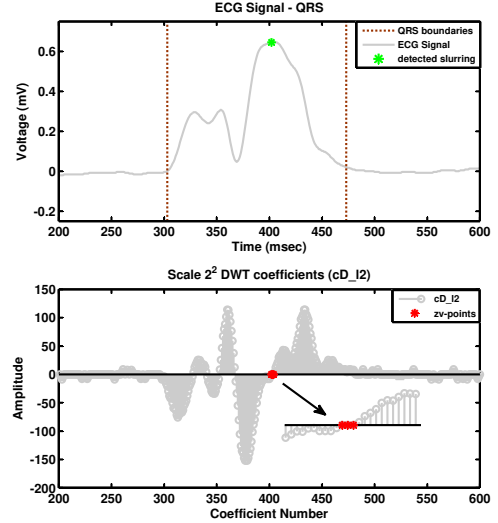 ECG Signal - QRS
QRS boundaries
ECG Signal
detected slurring
0.6
0.4
0.2
0
-0.2
Voltage (mV)
200 250 300 350 400 450 500 550 600
Time (msec)
Scale 2² DWT coefficients (cD_l2)
cD_l2
zv-points
150
100
50
0
-50
-100
-150
-200
Amplitude
200 250 300 350 400 450 500 550 600
Coefficient Number